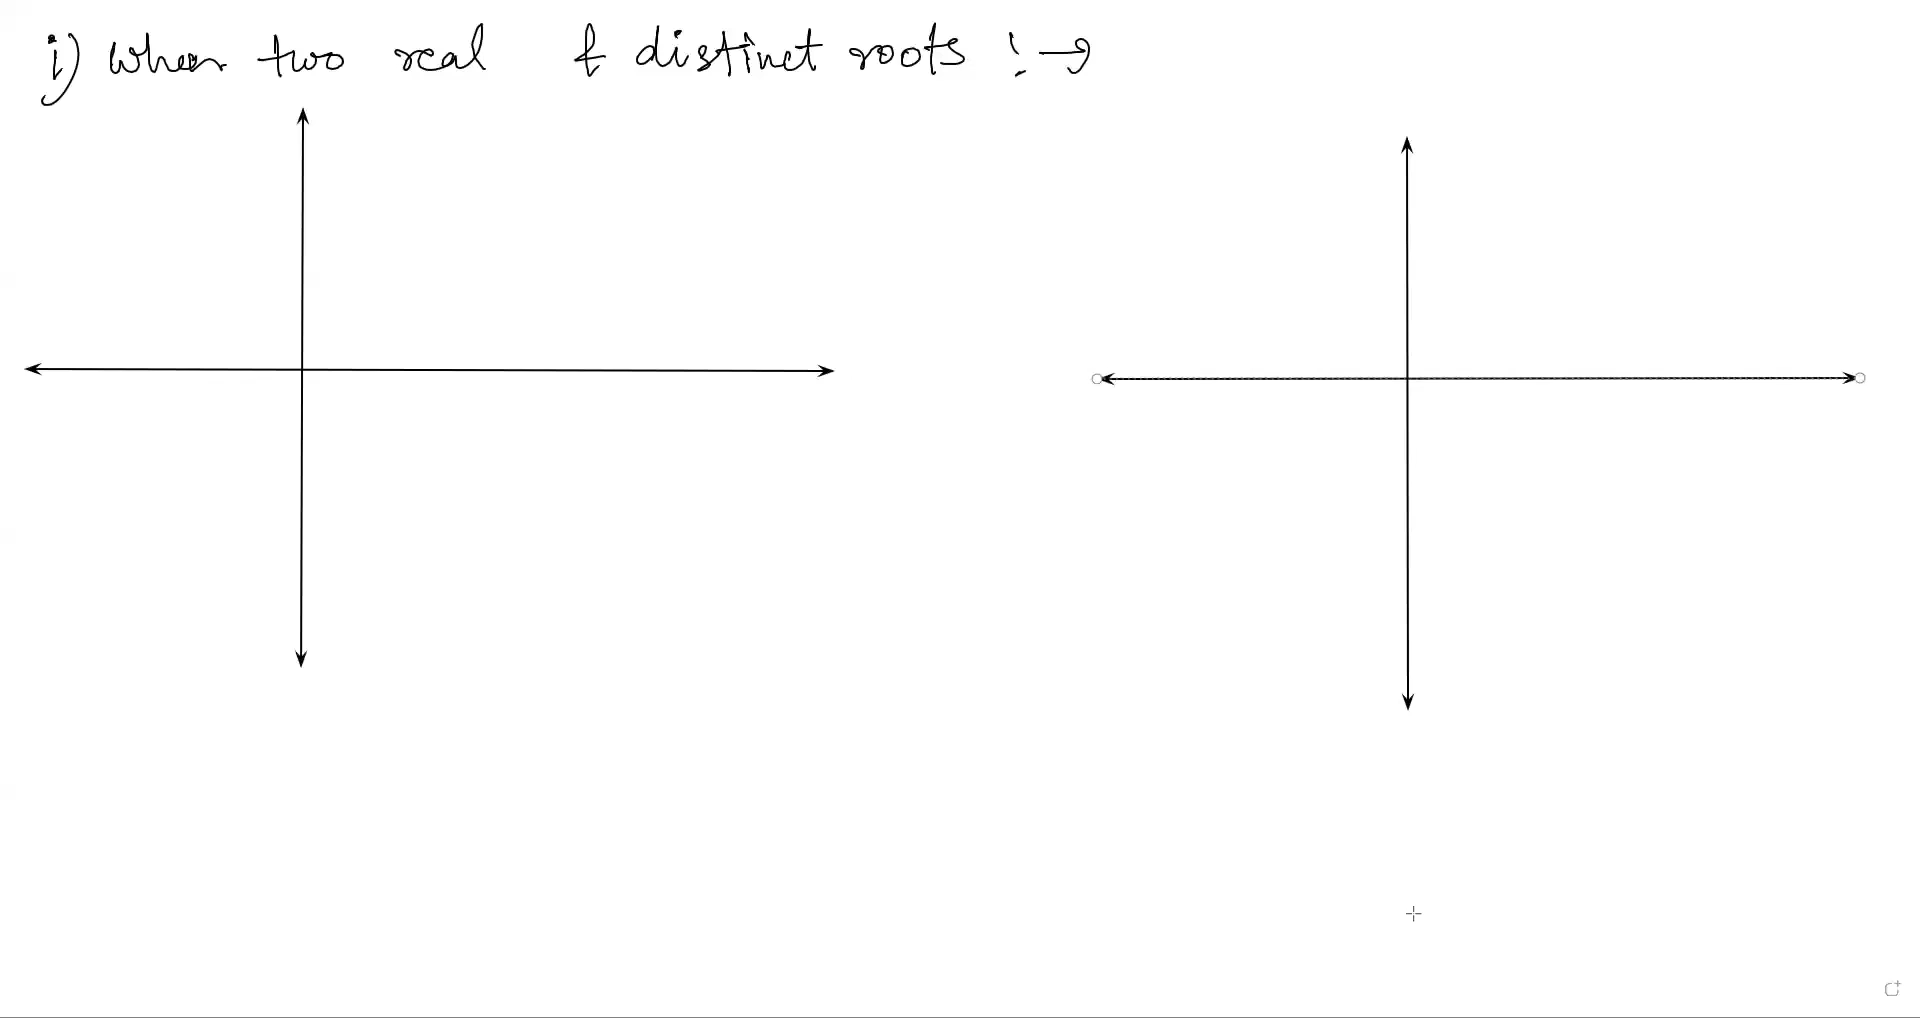 i) When two real & distinct roots :→